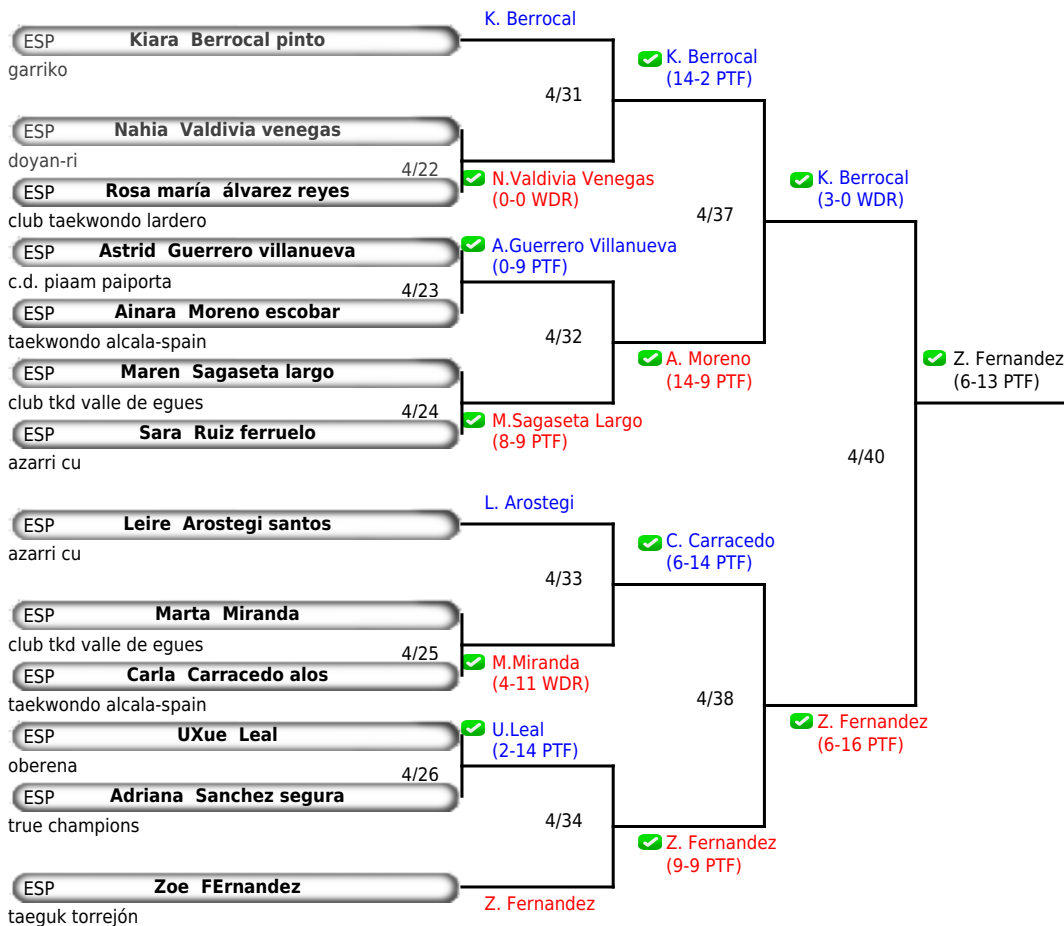 K. Berrocal
ESP Kiara Berrocal pinto
garriko
K. Berrocal
(14-2 PTF)
4/31
ESP Nahia Valdivia venegas
doyan-ri
4/22
N.Valdivia Venegas
(0-0 WDR)
ESP Rosa maría álvarez reyes
club taekwondo lardero
K. Berrocal
(3-0 WDR)
4/37
ESP Astrid Guerrero villanueva
c.d. piaam paiporta
A.Guerrero Villanueva
(0-9 PTF)
4/23
ESP Ainara Moreno escobar
taekwondo alcala-spain
4/32
A. Moreno
(14-9 PTF)
Z. Fernandez
(6-13 PTF)
ESP Maren Sagaseta largo
club tkd valle de egues
4/24
M.Sagaseta Largo
(8-9 PTF)
ESP Sara Ruiz ferruelo
azarri cu
4/40
L. Arostegi
ESP Leire Arostegi santos
azarri cu
C. Carracedo
(6-14 PTF)
4/33
ESP Marta Miranda
club tkd valle de egues
4/25
M.Miranda
(4-11 WDR)
ESP Carla Carracedo alos
taekwondo alcala-spain
4/38
Z. Fernandez
(6-16 PTF)
ESP UXue Leal
oberena
U.Leal
(2-14 PTF)
4/26
ESP Adriana Sanchez segura
true champions
4/34
Z. Fernandez
(9-9 PTF)
ESP Zoe FErnandez
taeguk torrejón
Z. Fernandez